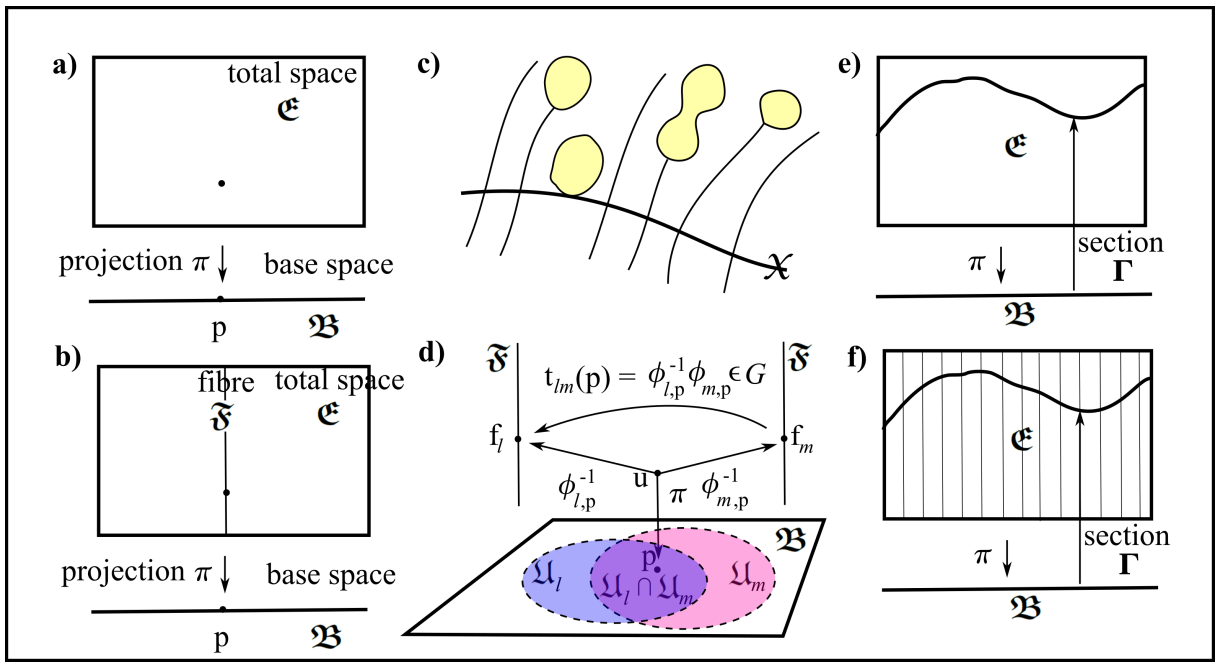 a)
total space
𝕰
projection π
base space
p
𝕭
b)
fibre
total space
𝕱
𝕰
projection π
base space
p
𝕭
c)
𝒳
d)
𝕱
𝕱
t_lm(p) = ϕ_l,p^-1 ϕ_m,p ϵ G
f_l
f_m
u
ϕ_l,p^-1
π
ϕ_m,p^-1
𝕭
p
𝖀_l
𝖀_l ∩ 𝖀_m
𝖀_m
e)
𝕰
section
π
Γ
𝕭
f)
𝕰
section
π
Γ
𝕭